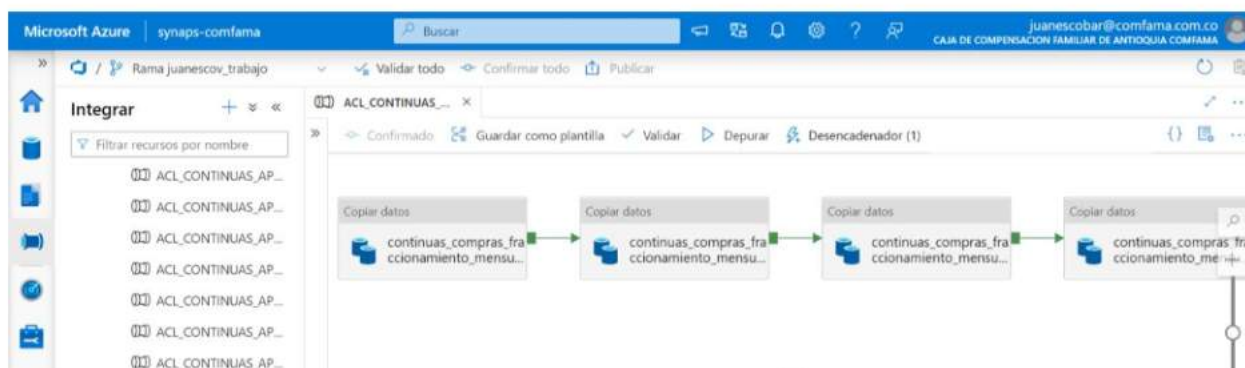 Microsoft Azure | synaps-comfama
Buscar
juanescobar@comfama.com.co
CAJA DE COMPENSACION FAMILIAR DE ANTIOQUIA COMFAMA
/ Rama juanescov_trabajo
Validar todo
Confirmar todo
Publicar
Integrar
Filtrar recursos por nombre
ACL_CONTINUAS_AP...
ACL_CONTINUAS_AP...
ACL_CONTINUAS_AP...
ACL_CONTINUAS_AP...
ACL_CONTINUAS_AP...
ACL_CONTINUAS_AP...
ACL_CONTINUAS_AP...
ACL_CONTINUAS_...
Confirmado
Guardar como plantilla
Validar
Depurar
Desencadenador (1)
Copiar datos
continuas_compras_fra
ccionamiento_mensu...
Copiar datos
continuas_compras_fra
ccionamiento_mensu...
Copiar datos
continuas_compras_fra
ccionamiento_mensu...
Copiar datos
continuas_compras_fra
ccionamiento_me